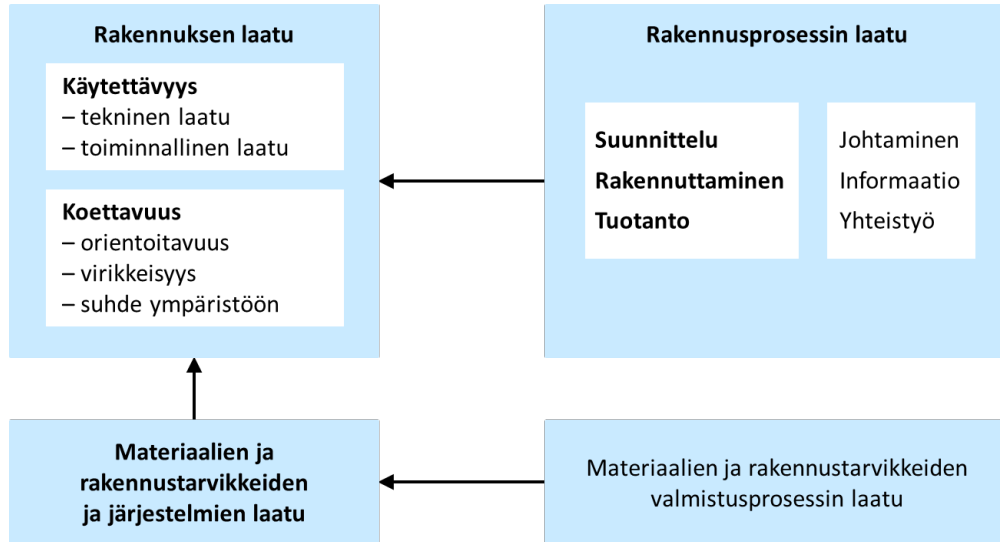 Rakennuksen laatu
Käytettävyys
– tekninen laatu
– toiminnallinen laatu
Koettavuus
– orientoitavuus
– virikkeisyys
– suhde ympäristöön
Rakennusprosessin laatu
Suunnittelu
Rakennuttaminen
Tuotanto
Johtaminen
Informaatio
Yhteistyö
Materiaalien ja
rakennustarvikkeiden
ja järjestelmien laatu
Materiaalien ja rakennustarvikkeiden
valmistusprosessin laatu